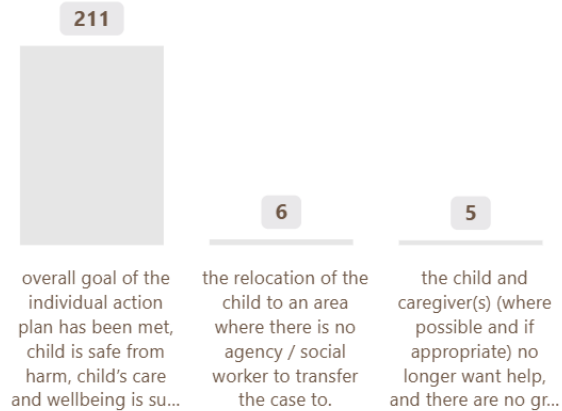 211
6
5
overall goal of the
individual action
plan has been met,
child is safe from
harm, child's care
and wellbeing is su...
the relocation of the
child to an area
where there is no
agency / social
worker to transfer
the case to.
the child and
caregiver(s) (where
possible and if
appropriate) no
longer want help,
and there are no gr...